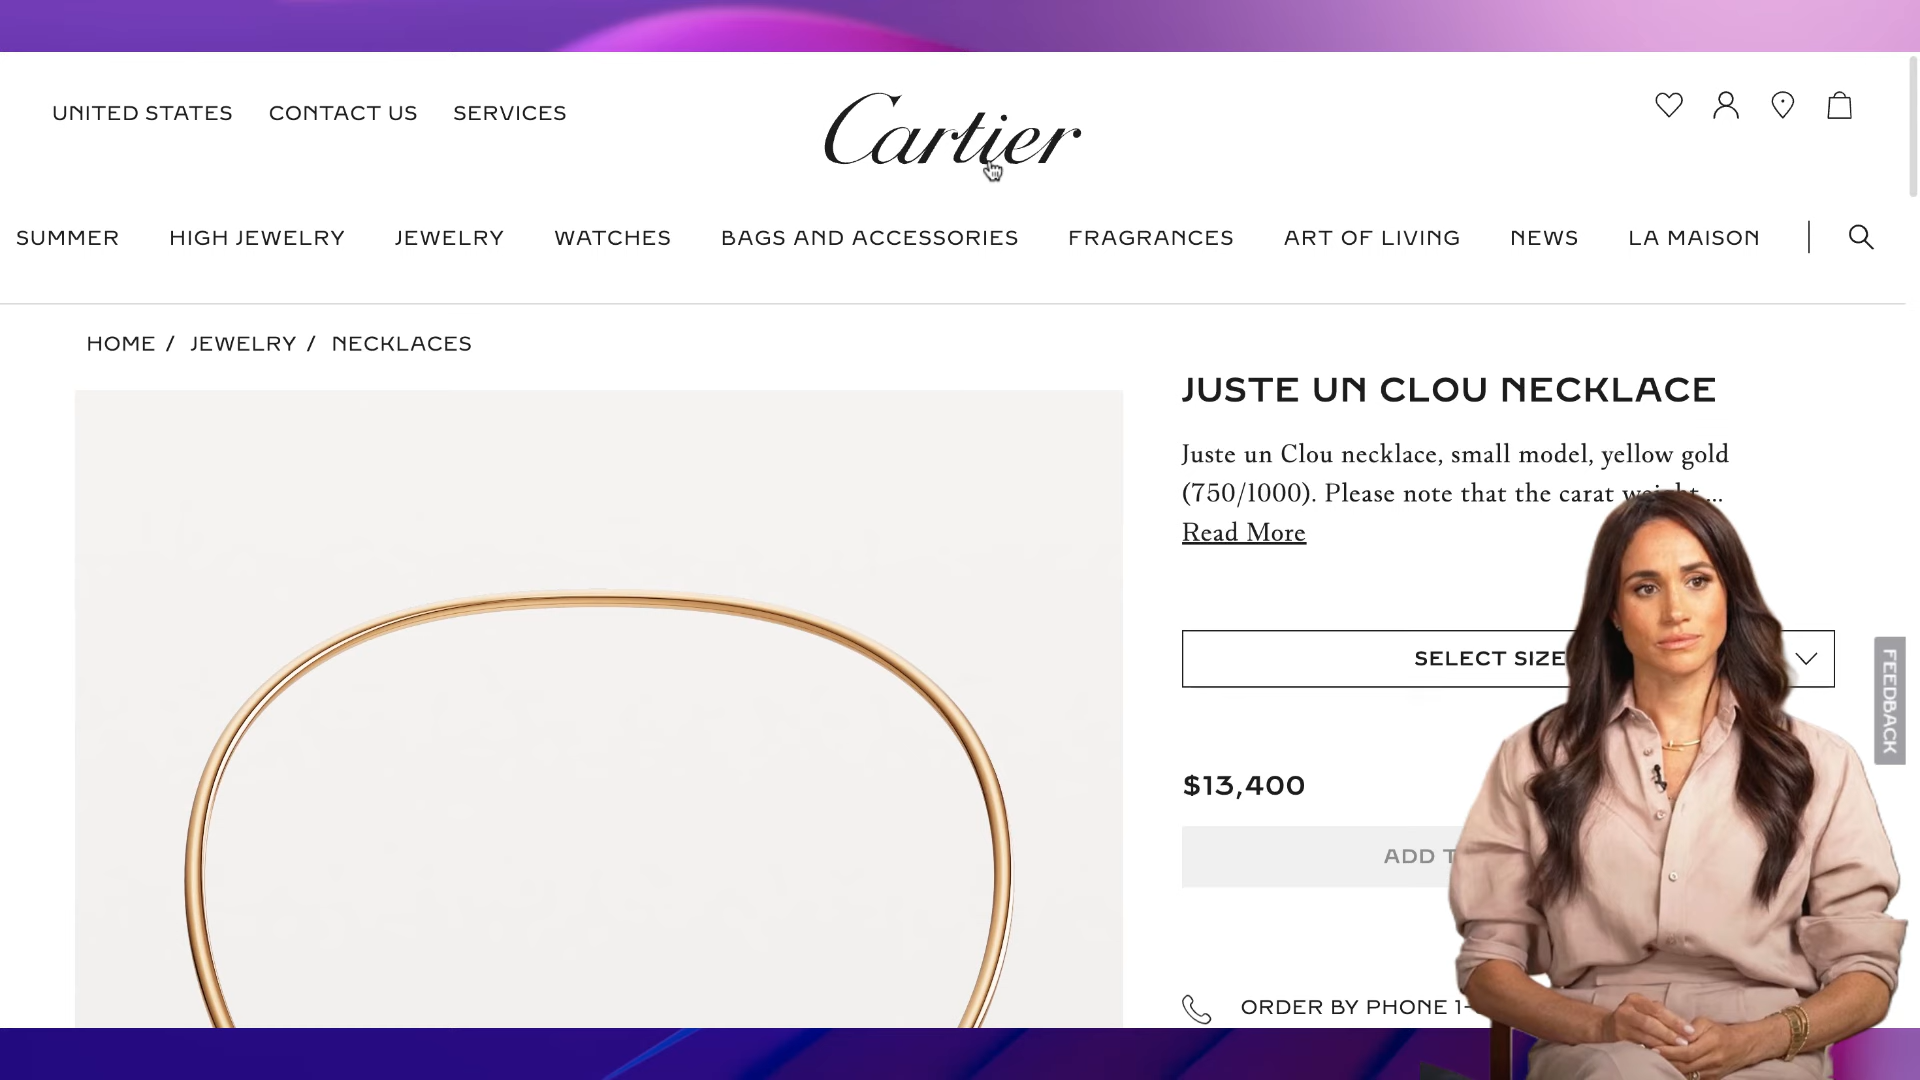 UNITED STATES CONTACT US SERVICES
Cartier
SUMMER HIGH JEWELRY JEWELRY WATCHES BAGS AND ACCESSORIES FRAGRANCES ART OF LIVING NEWS LA MAISON
HOME / JEWELRY / NECKLACES
JUSTE UN CLOU NECKLACE
Juste un Clou necklace, small model, yellow gold
(750/1000). Please note that the carat weight ...
Read More
SELECT SIZE
FEEDBACK
$13,400
ADD T
ORDER BY PHONE 1-